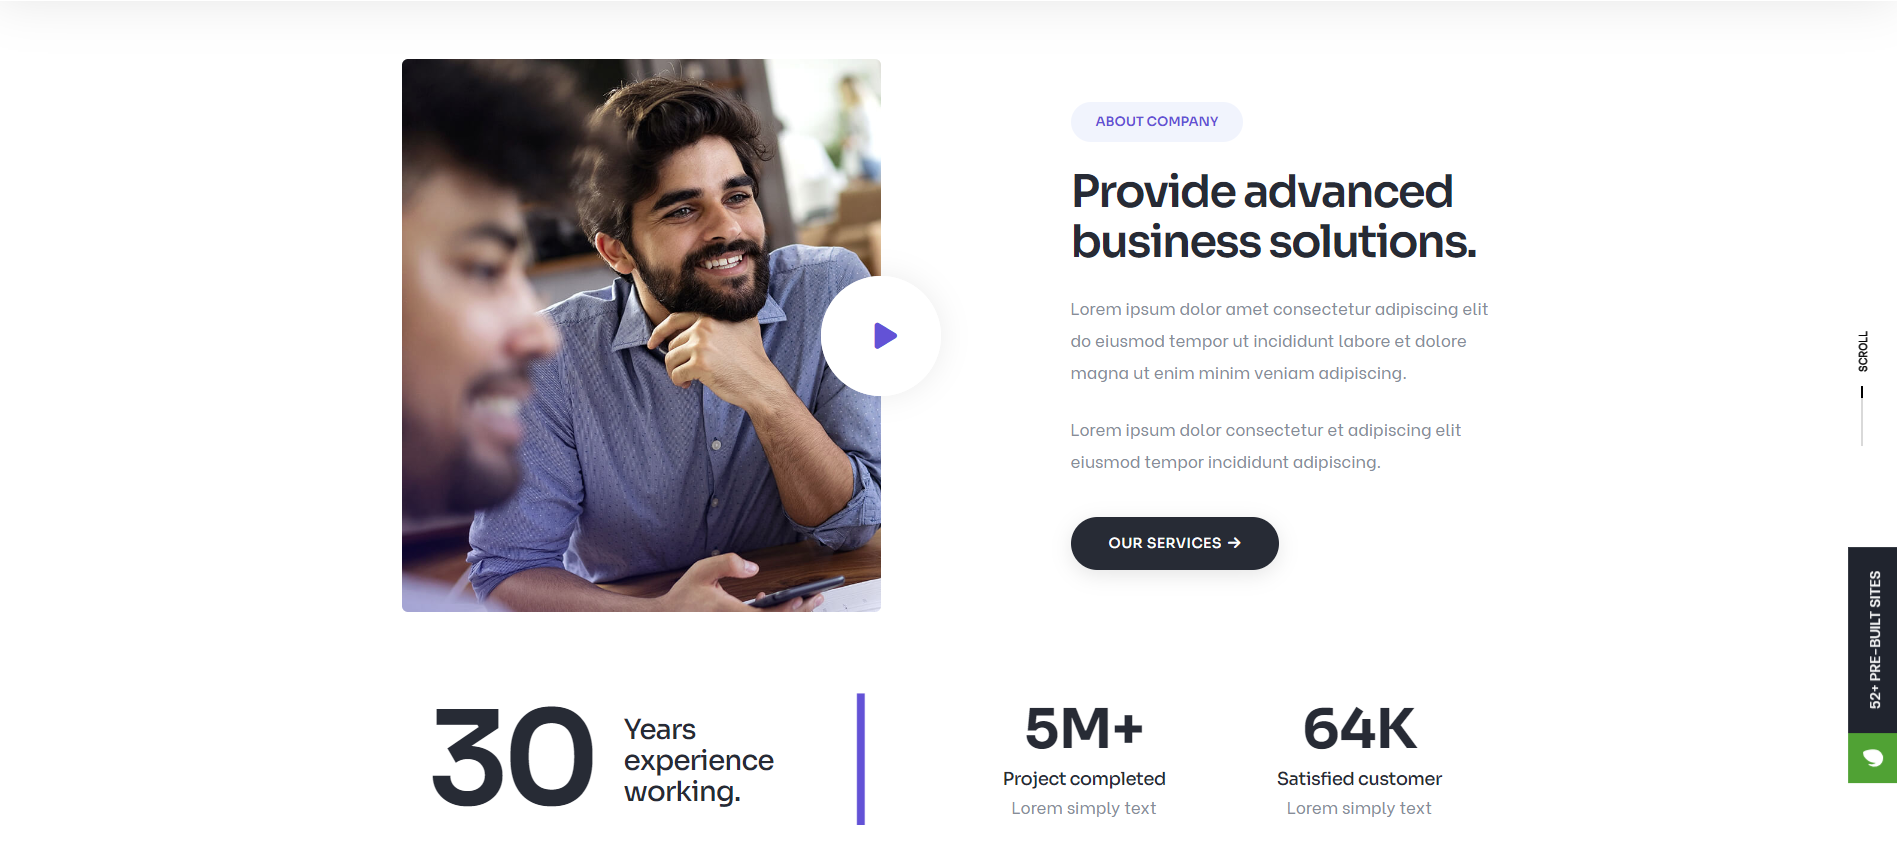 ABOUT COMPANY
Provide advanced
business solutions.
Lorem ipsum dolor amet consectetur adipiscing elit
do eiusmod tempor ut incididunt labore et dolore
magna ut enim minim veniam adipiscing.
Lorem ipsum dolor consectetur et adipiscing elit
eiusmod tempor incididunt adipiscing.
OUR SERVICES →
SCROLL
52+ PRE-BUILT SITES
30
Years
experience
working.
5M+
Project completed
Lorem simply text
64K
Satisfied customer
Lorem simply text